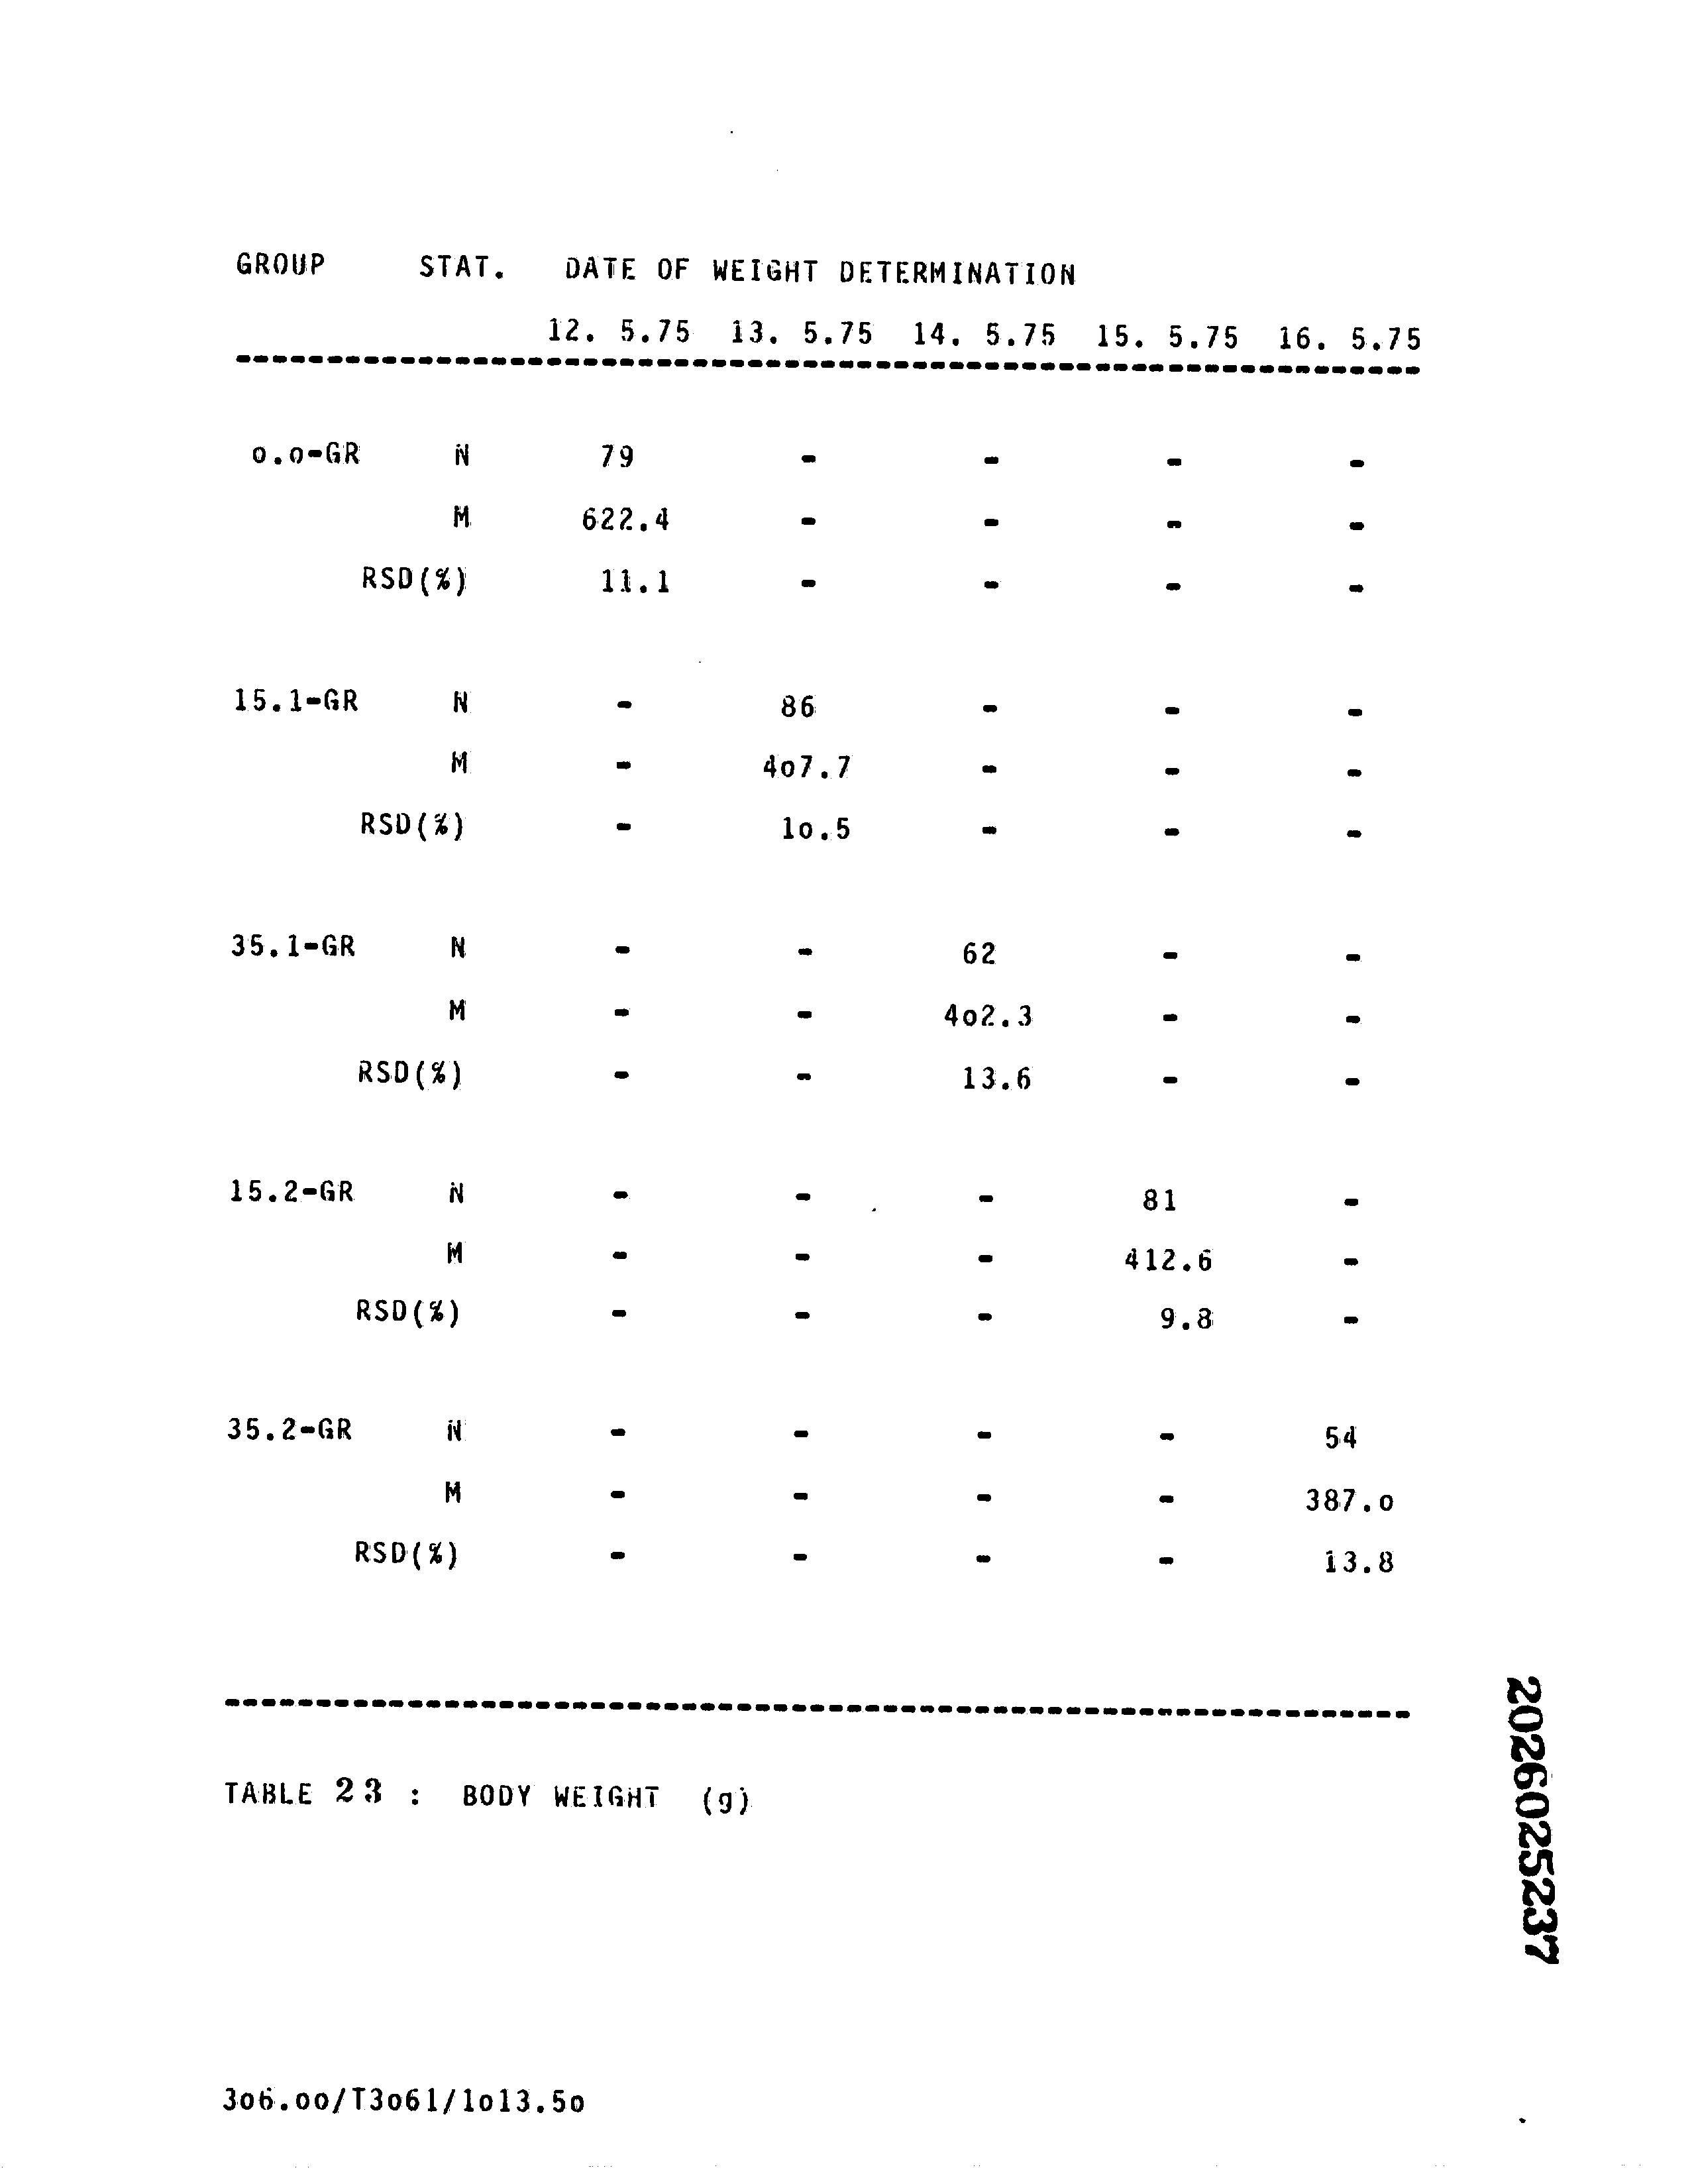 GROUP STAT. DATE OF WEIGHT DETERMINATION
12. 5.75 13. 5.75 14. 5.75 15. 5.75 16. 5.75
o.o-GR N 79 - - - -
M 622.4 - - - -
RSD(%) 11.1 - - - -
15.1-GR N - 86 - - -
M - 4o7.7 - - -
RSD(%) - 1o.5 - - -
35.1-GR N - - 62 - -
M - - 4o2.3 - -
RSD(%) - - 13.6 - -
15.2-GR N - - - 81 -
M - - - 412.6 -
RSD(%) - - - 9.8 -
35.2-GR N - - - - 54
M - - - - 387.o
RSD(%) - - - - 13.8
TABLE 23 : BODY WEIGHT (g)
2026025237
3o6.oo/T3o61/1o13.5o